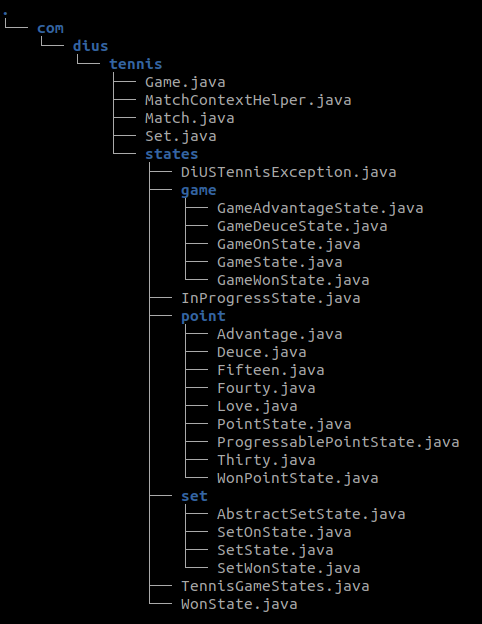 .
└── com
    └── dius
        └── tennis
            ├── Game.java
            ├── MatchContextHelper.java
            ├── Match.java
            ├── Set.java
            └── states
                ├── DiUSTennisException.java
                ├── game
                │   ├── GameAdvantageState.java
                │   ├── GameDeuceState.java
                │   ├── GameOnState.java
                │   ├── GameState.java
                │   └── GameWonState.java
                ├── InProgressState.java
                ├── point
                │   ├── Advantage.java
                │   ├── Deuce.java
                │   ├── Fifteen.java
                │   ├── Fourty.java
                │   ├── Love.java
                │   ├── PointState.java
                │   ├── ProgressablePointState.java
                │   ├── Thirty.java
                │   └── WonPointState.java
                ├── set
                │   ├── AbstractSetState.java
                │   ├── SetOnState.java
                │   ├── SetState.java
                │   └── SetWonState.java
                ├── TennisGameStates.java
                └── WonState.java